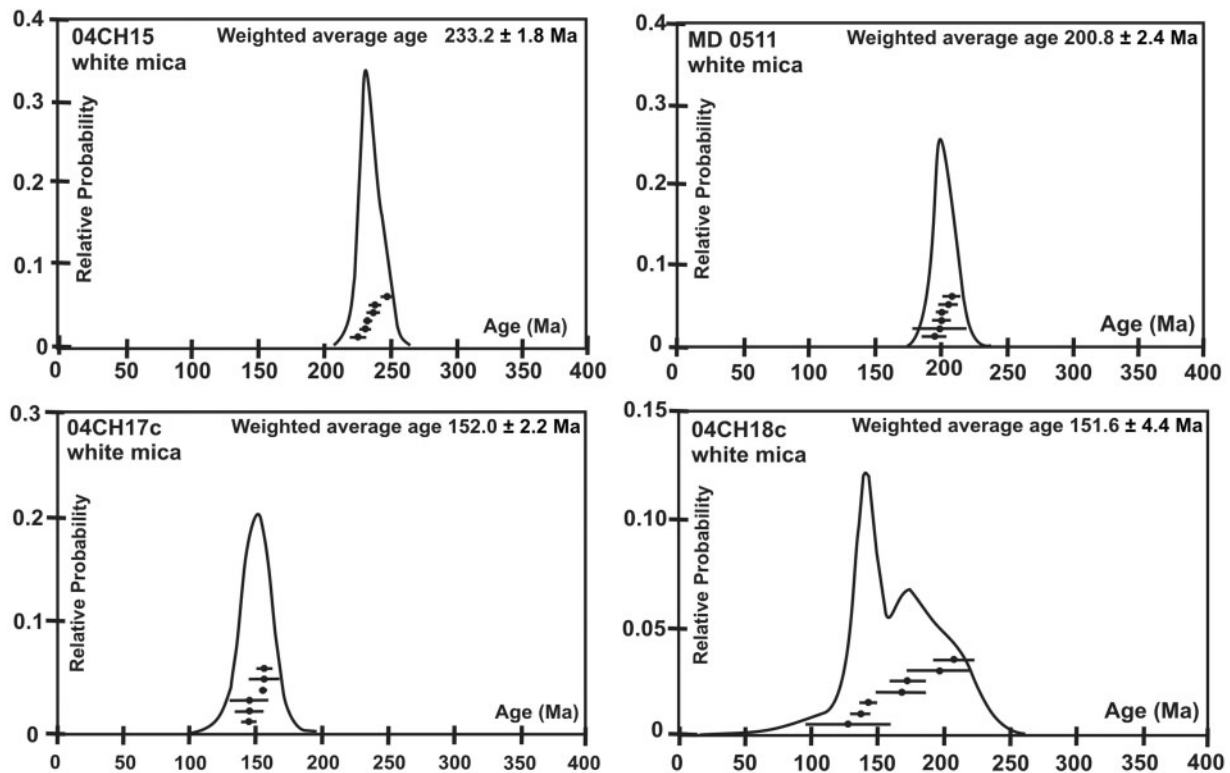 04CH15
white mica
Weighted average age 233.2 ± 1.8 Ma
Relative Probability
0.4
0.3
0.2
0.1
0
Age (Ma)
0 50 100 150 200 250 300 350 400
MD 0511
white mica
Weighted average age 200.8 ± 2.4 Ma
Relative Probability
0.4
0.3
0.2
0.1
0
Age (Ma)
0 50 100 150 200 250 300 350 400
04CH17c
white mica
Weighted average age 152.0 ± 2.2 Ma
Relative Probability
0.3
0.2
0.1
0
Age (Ma)
0 50 100 150 200 250 300 350 400
04CH18c
white mica
Weighted average age 151.6 ± 4.4 Ma
Relative Probability
0.15
0.10
0.05
0
Age (Ma)
0 50 100 150 200 250 300 350 400